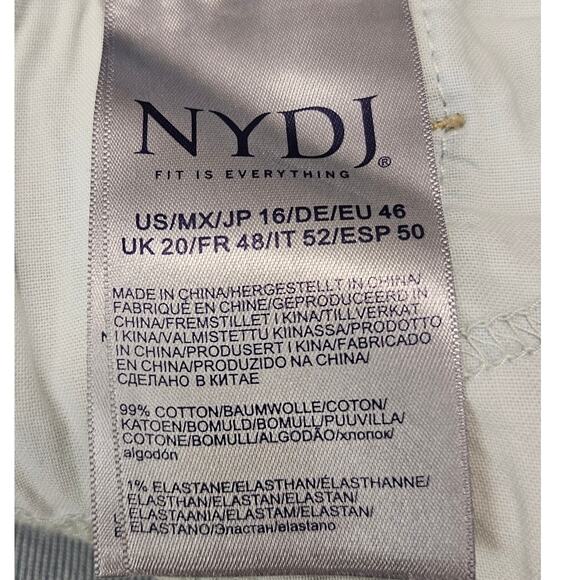 NYDJ®
FIT IS EVERYTHING
US/MX/JP 16/DE/EU 46
UK 20/FR 48/IT 52/ESP 50
MADE IN CHINA/HERGESTELLT IN CHINA/
FABRIQUÉ EN CHINE/GEPRODUCEERD IN
CHINA/FREMSTILLET I KINA/TILLVERKAT
I KINA/VALMISTETTU KIINASSA/PRODOTTO
IN CHINA/PRODUSERT I KINA/FABRICADO
EN CHINA/PRODUZIDO NA CHINA/
СДЕЛАНО В КИТАЕ
99% COTTON/BAUMWOLLE/COTON/
KATOEN/BOMULD/BOMULL/PUUVILLA/
COTONE/BOMULL/ALGODÃO/хлопок/
algodón
1% ELASTANE/ELASTHAN/ÉLASTHANNE/
ELASTHAN/ELASTAN/ELASTAN/
ELASTAANIA/ELASTAM/ELASTAN/
ELASTANO/Эластан/elastano